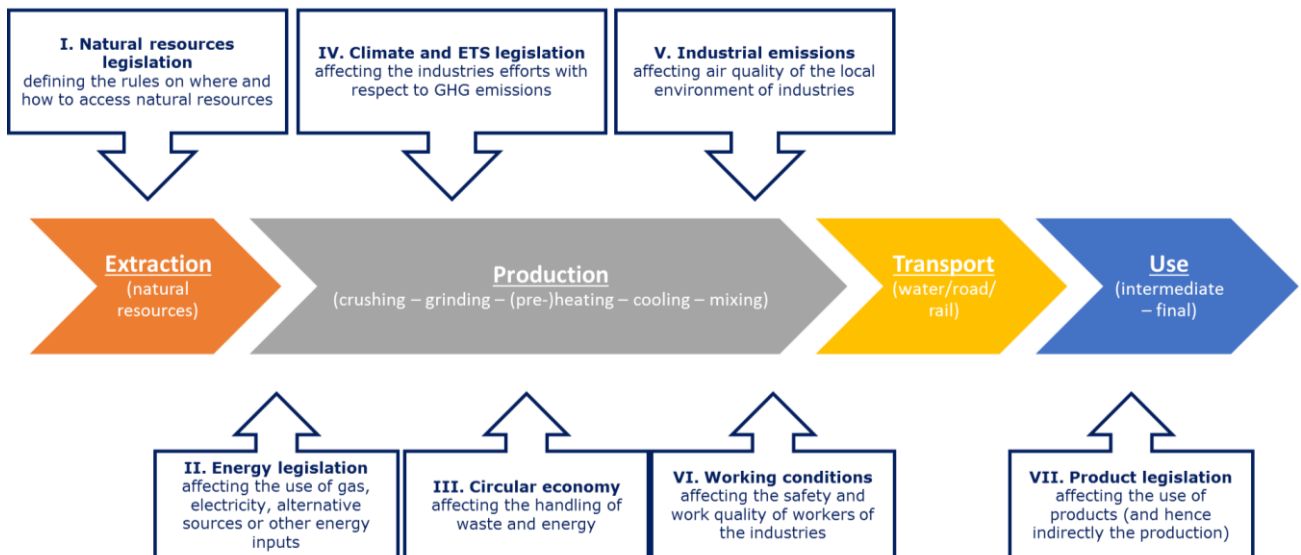 I. Natural resources
legislation
defining the rules on where and
how to access natural resources
IV. Climate and ETS legislation
affecting the industries efforts with
respect to GHG emissions
V. Industrial emissions
affecting air quality of the local
environment of industries
Extraction
(natural
resources)
Production
(crushing – grinding – (pre-)heating – cooling – mixing)
Transport
(water/road/
rail)
Use
(intermediate
– final)
II. Energy legislation
affecting the use of gas,
electricity, alternative
sources or other energy
inputs
III. Circular economy
affecting the handling of
waste and energy
VI. Working conditions
affecting the safety and
work quality of workers of
the industries
VII. Product legislation
affecting the use of
products (and hence
indirectly the production)